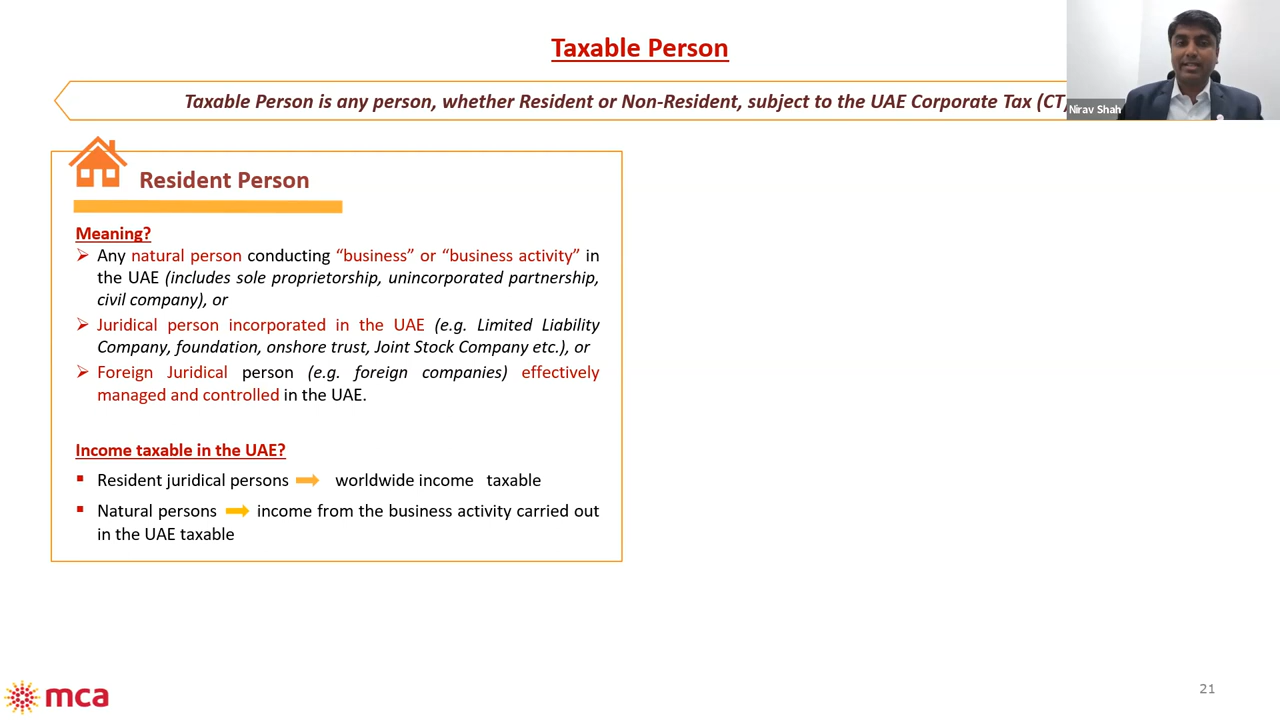 Taxable Person
Taxable Person is any person, whether Resident or Non-Resident, subject to the UAE Corporate Tax (CT
Nirav Shah
Resident Person
Meaning?
Any natural person conducting “business” or “business activity” in
the UAE (includes sole proprietorship, unincorporated partnership,
civil company), or
Juridical person incorporated in the UAE (e.g. Limited Liability
Company, foundation, onshore trust, Joint Stock Company etc.), or
Foreign Juridical person (e.g. foreign companies) effectively
managed and controlled in the UAE.
Income taxable in the UAE?
Resident juridical persons worldwide income taxable
Natural persons income from the business activity carried out
in the UAE taxable
mca
21